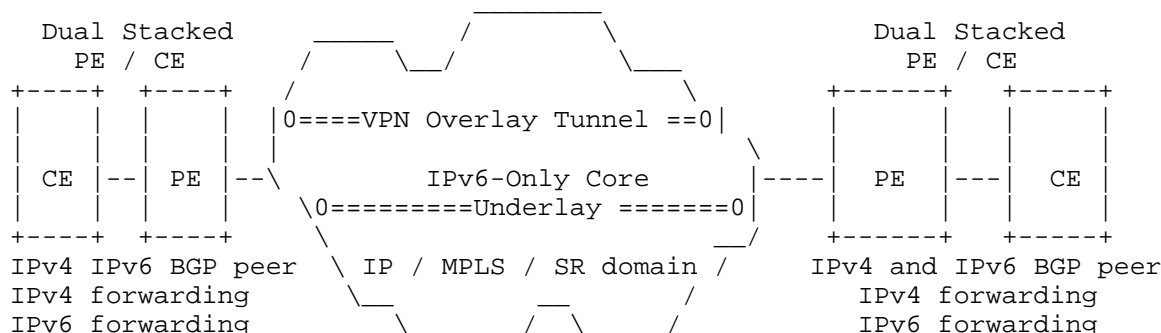 Dual Stacked Dual Stacked
PE / CE PE / CE
0====VPN Overlay Tunnel ==0
CE PE IPv6-Only Core PE CE
0=========Underlay =======0
IPv4 IPv6 BGP peer IP / MPLS / SR domain IPv4 and IPv6 BGP peer
IPv4 forwarding IPv4 forwarding
IPv6 forwarding IPv6 forwarding